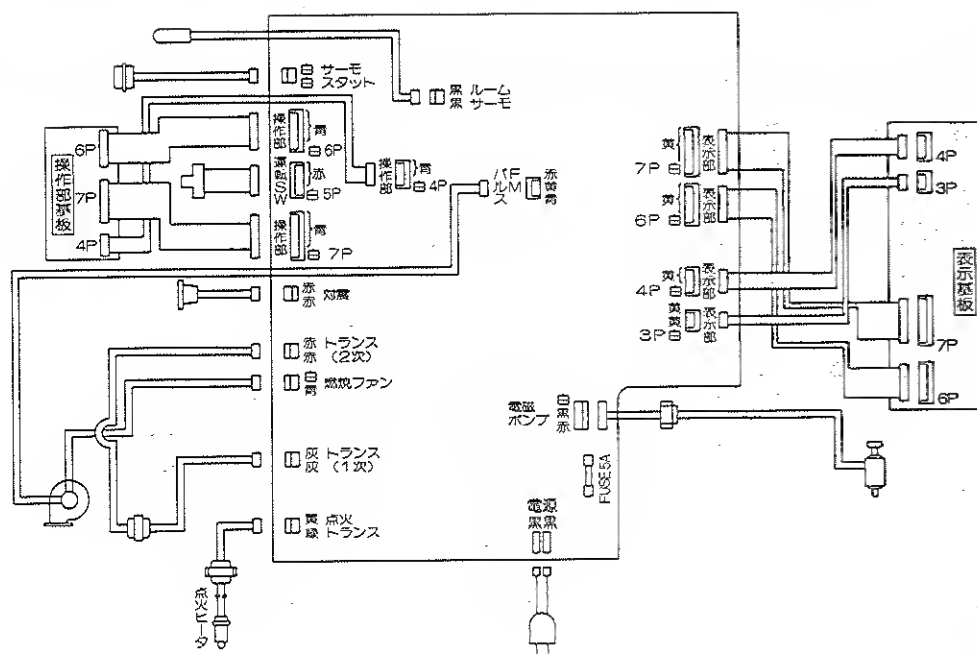 白 サーモ
白 スタット
黒 ルーム
黒 サーモ
操作部基板
6P
7P
4P
操作部
青
白 6P
運転SW
赤
白 5P
操作部
青
白 7P
操作部
青
白 4P
パルス
FM
赤
黄
青
赤 対震
赤
赤 トランス
赤 (2次)
白 燃焼ファン
青
灰 トランス
灰 (1次)
黄 点火
緑 トランス
点火ヒータ
黄
7P 白
表示部
黄
6P 白
表示部
黄
4P 白
表示部
黄
黄
3P 白
表示部
電磁 白
ポンプ 黒
赤
FUSE5A
電源
黒黒
4P
3P
表示基板
7P
6P